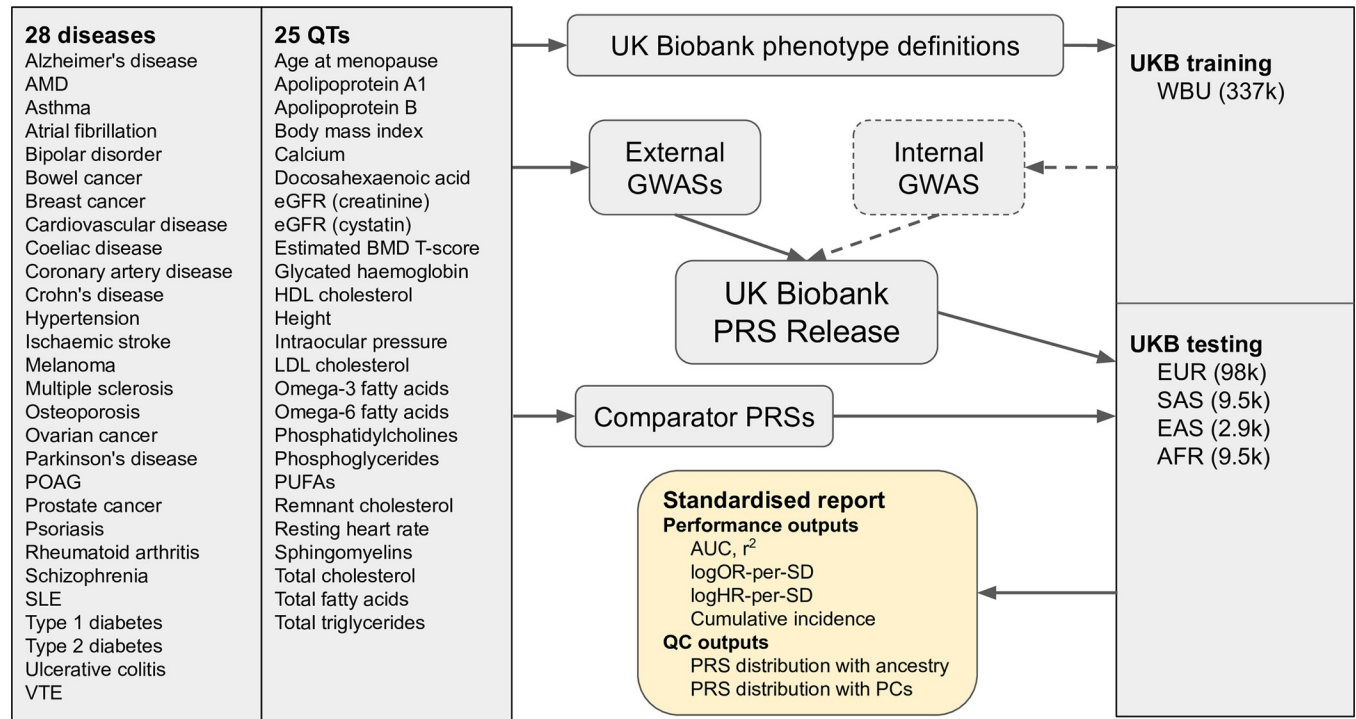 28 diseases
Alzheimer's disease
AMD
Asthma
Atrial fibrillation
Bipolar disorder
Bowel cancer
Breast cancer
Cardiovascular disease
Coeliac disease
Coronary artery disease
Crohn's disease
Hypertension
Ischaemic stroke
Melanoma
Multiple sclerosis
Osteoporosis
Ovarian cancer
Parkinson's disease
POAG
Prostate cancer
Psoriasis
Rheumatoid arthritis
Schizophrenia
SLE
Type 1 diabetes
Type 2 diabetes
Ulcerative colitis
VTE
25 QTs
Age at menopause
Apolipoprotein A1
Apolipoprotein B
Body mass index
Calcium
Docosahexaenoic acid
eGFR (creatinine)
eGFR (cystatin)
Estimated BMD T-score
Glycated haemoglobin
HDL cholesterol
Height
Intraocular pressure
LDL cholesterol
Omega-3 fatty acids
Omega-6 fatty acids
Phosphatidylcholines
Phosphoglycerides
PUFAs
Remnant cholesterol
Resting heart rate
Sphingomyelins
Total cholesterol
Total fatty acids
Total triglycerides
UK Biobank phenotype definitions
External
GWASs
Internal
GWAS
UK Biobank
PRS Release
Comparator PRSs
Standardised report
Performance outputs
AUC, r²
logOR-per-SD
logHR-per-SD
Cumulative incidence
QC outputs
PRS distribution with ancestry
PRS distribution with PCs
UKB training
WBU (337k)
UKB testing
EUR (98k)
SAS (9.5k)
EAS (2.9k)
AFR (9.5k)